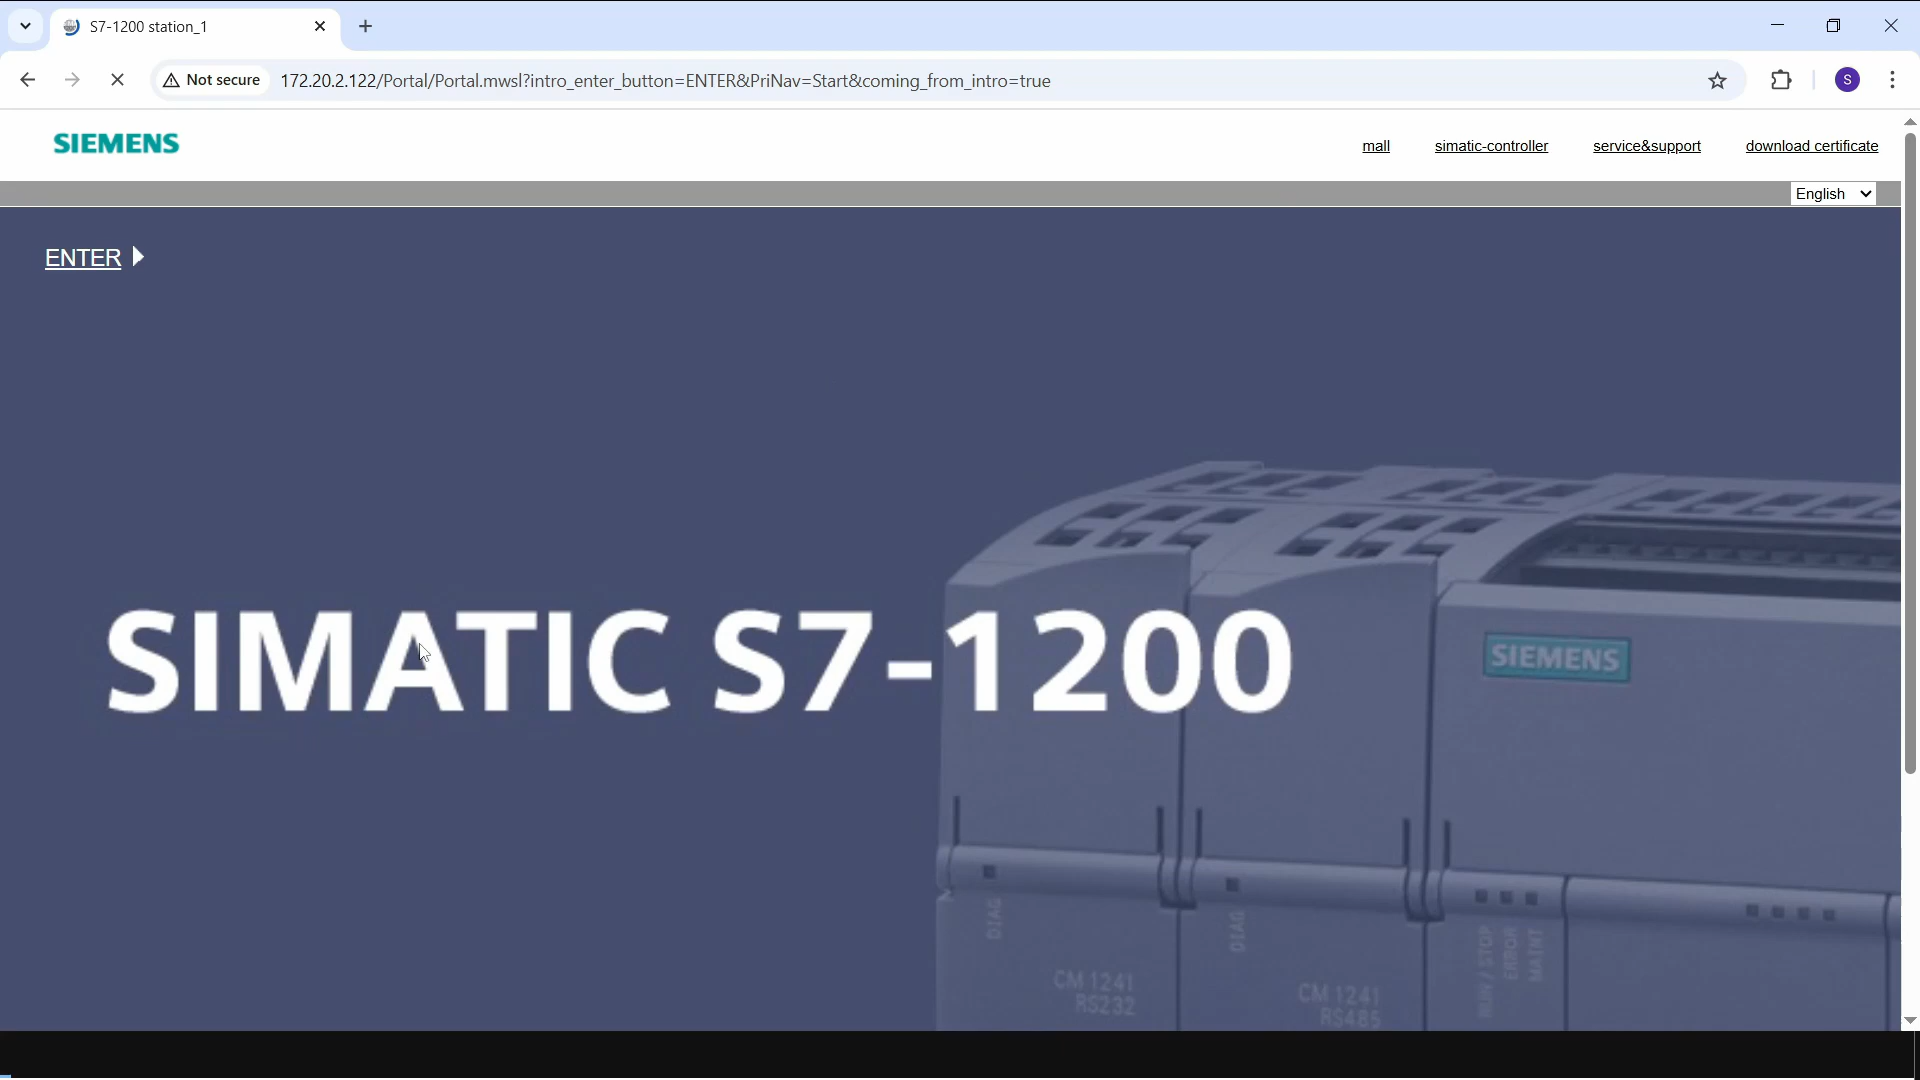 S7-1200 station_1
Not secure
172.20.2.122/Portal/Portal.mwsl?intro_enter_button=ENTER&PriNav=Start&coming_from_intro=true
S
SIEMENS
mall
simatic-controller
service&support
download certificate
English
ENTER
SIMATIC S7-1200
SIEMENS
DIAG
DIAG
RUN / STOP
ERROR
MAINT
CM 1241
RS232
CM 1241
RS485